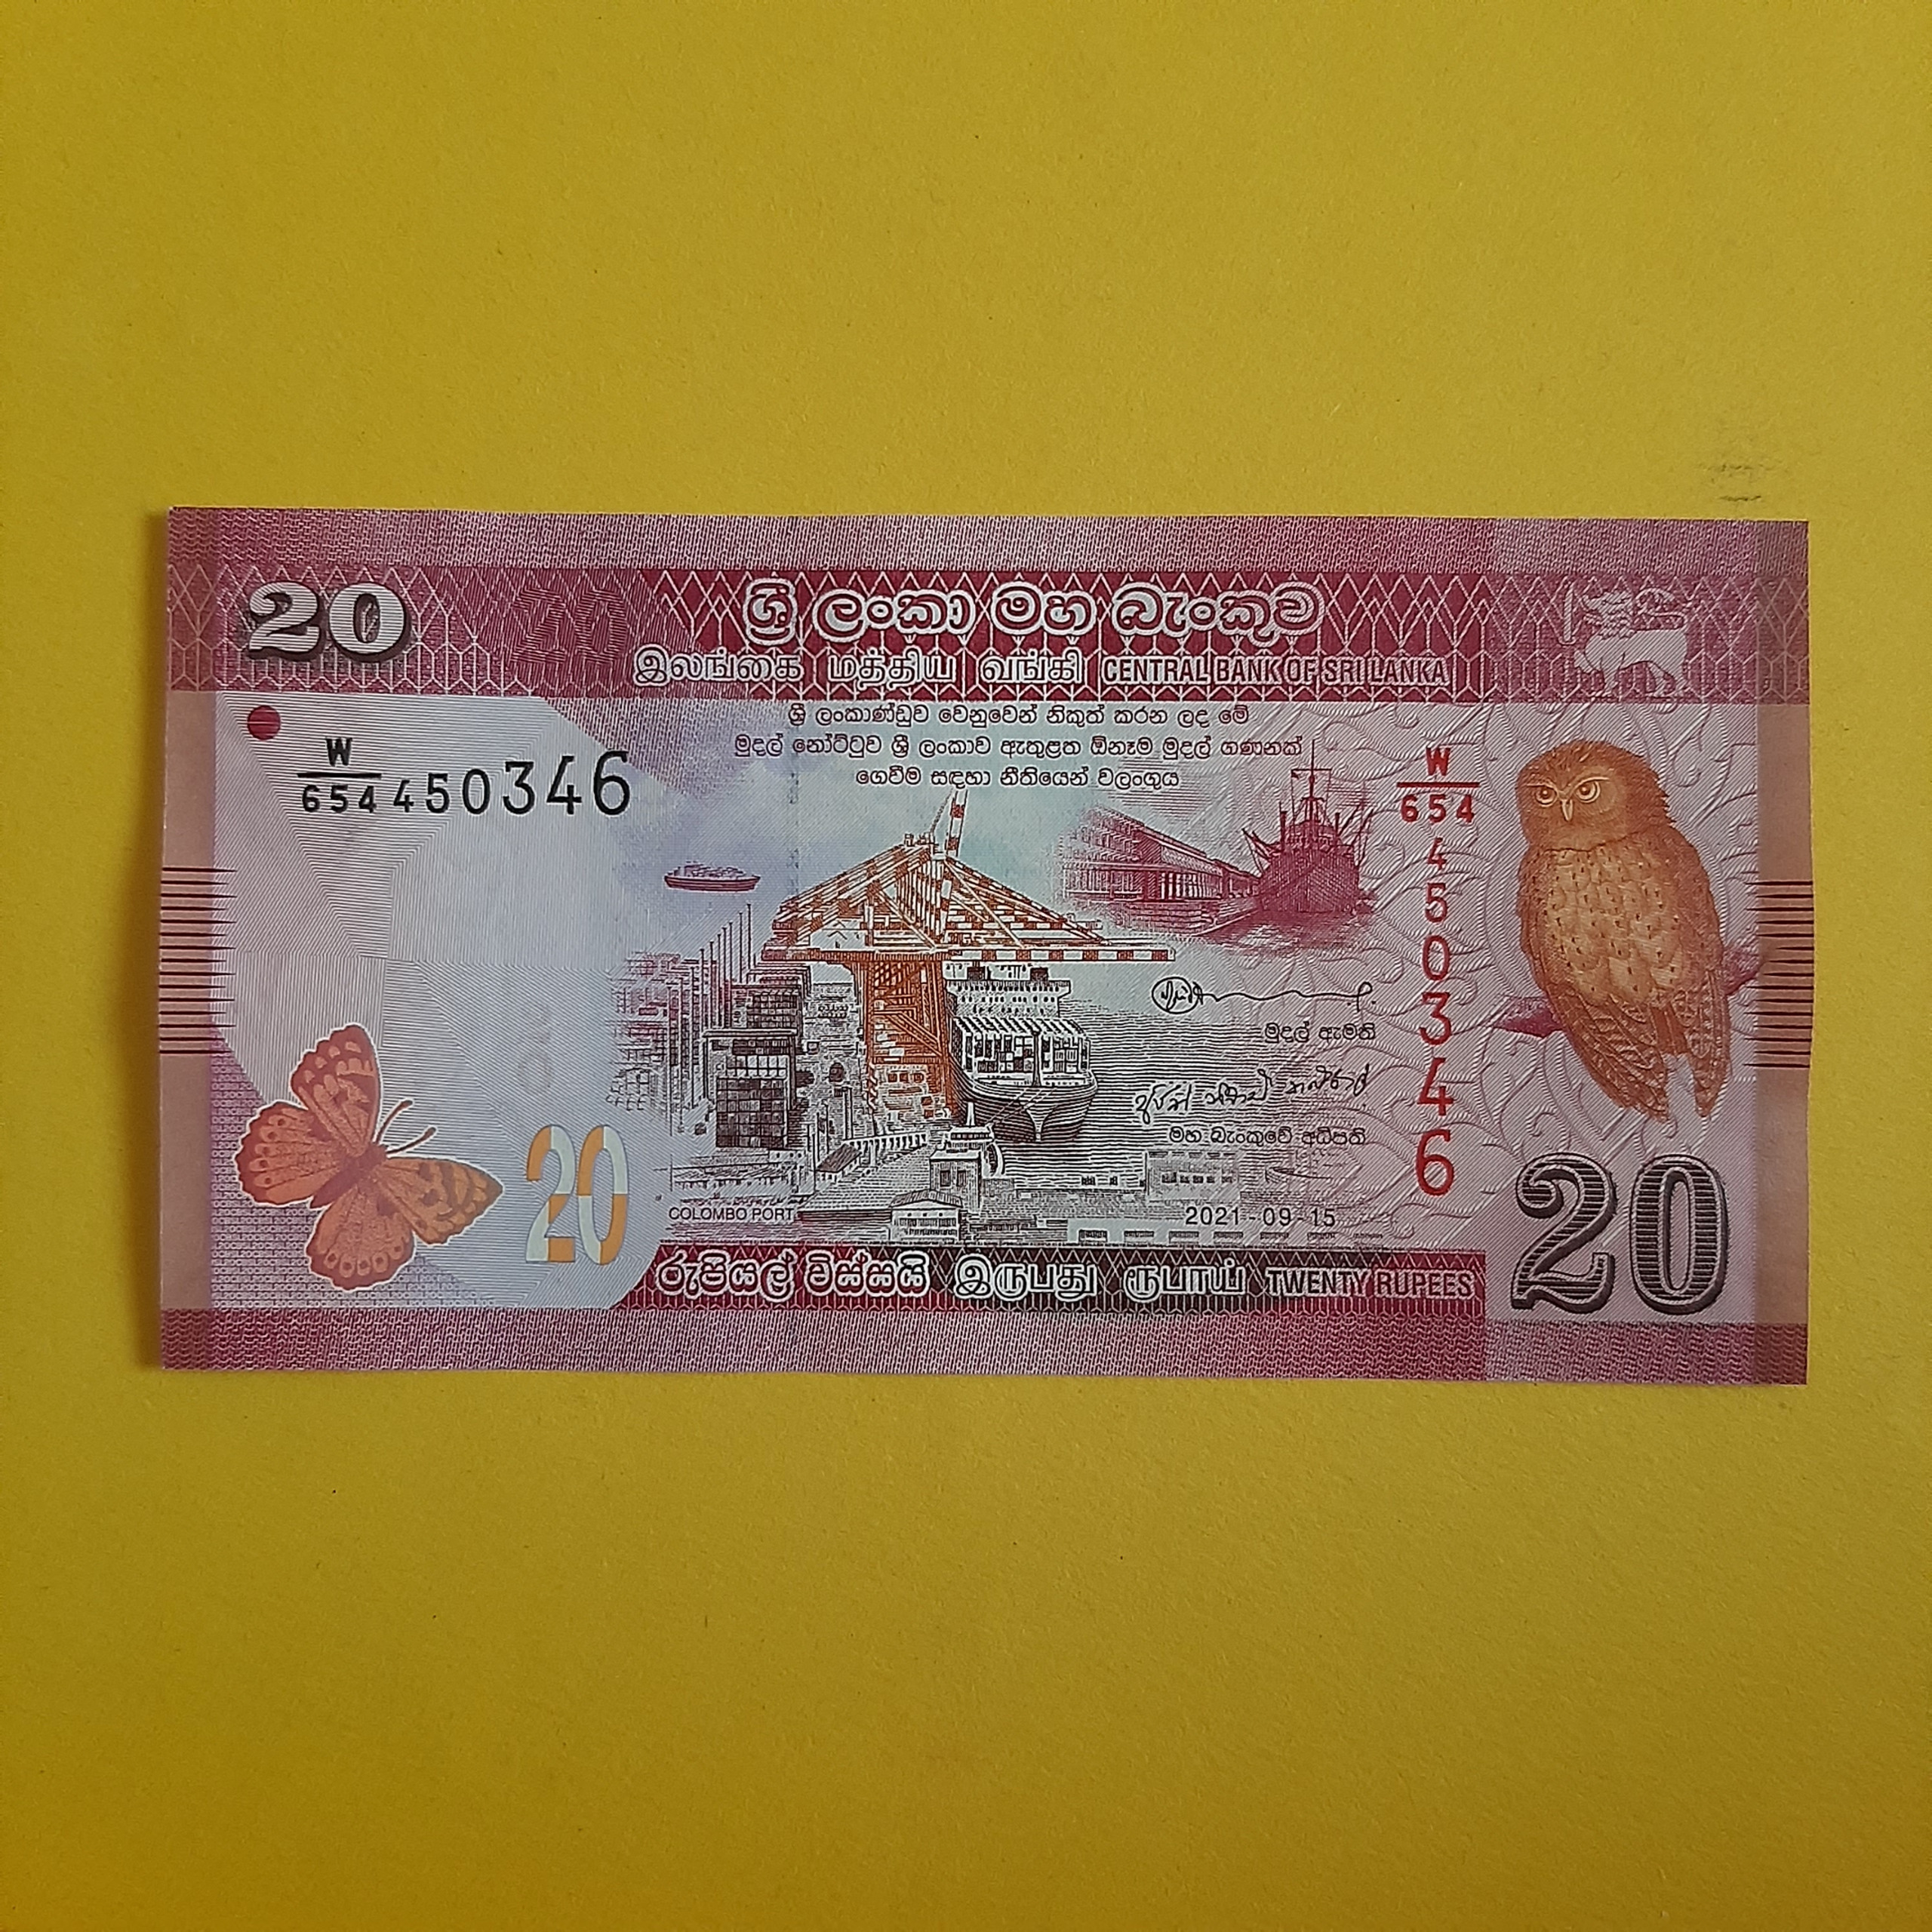 20
ශ්‍රී ලංකා මහ බැංකුව
இலங்கை மத்திய வங்கி CENTRAL BANK OF SRI LANKA
ශ්‍රී ලංකාණ්ඩුව වෙනුවෙන් නිකුත් කරන ලද මේ
මුදල් නෝට්ටුව ශ්‍රී ලංකාව ඇතුළත ඕනෑම මුදල් ගණනක්
ගෙවීම සඳහා නීතියෙන් වලංගුය
W/654 450346
W/654 450346
මුදල් ඇමති
මහ බැංකුවේ අධිපති
20
COLOMBO PORT
2021-09-15
20
රුපියල් විස්සයි இருபது ரூபாய் TWENTY RUPEES